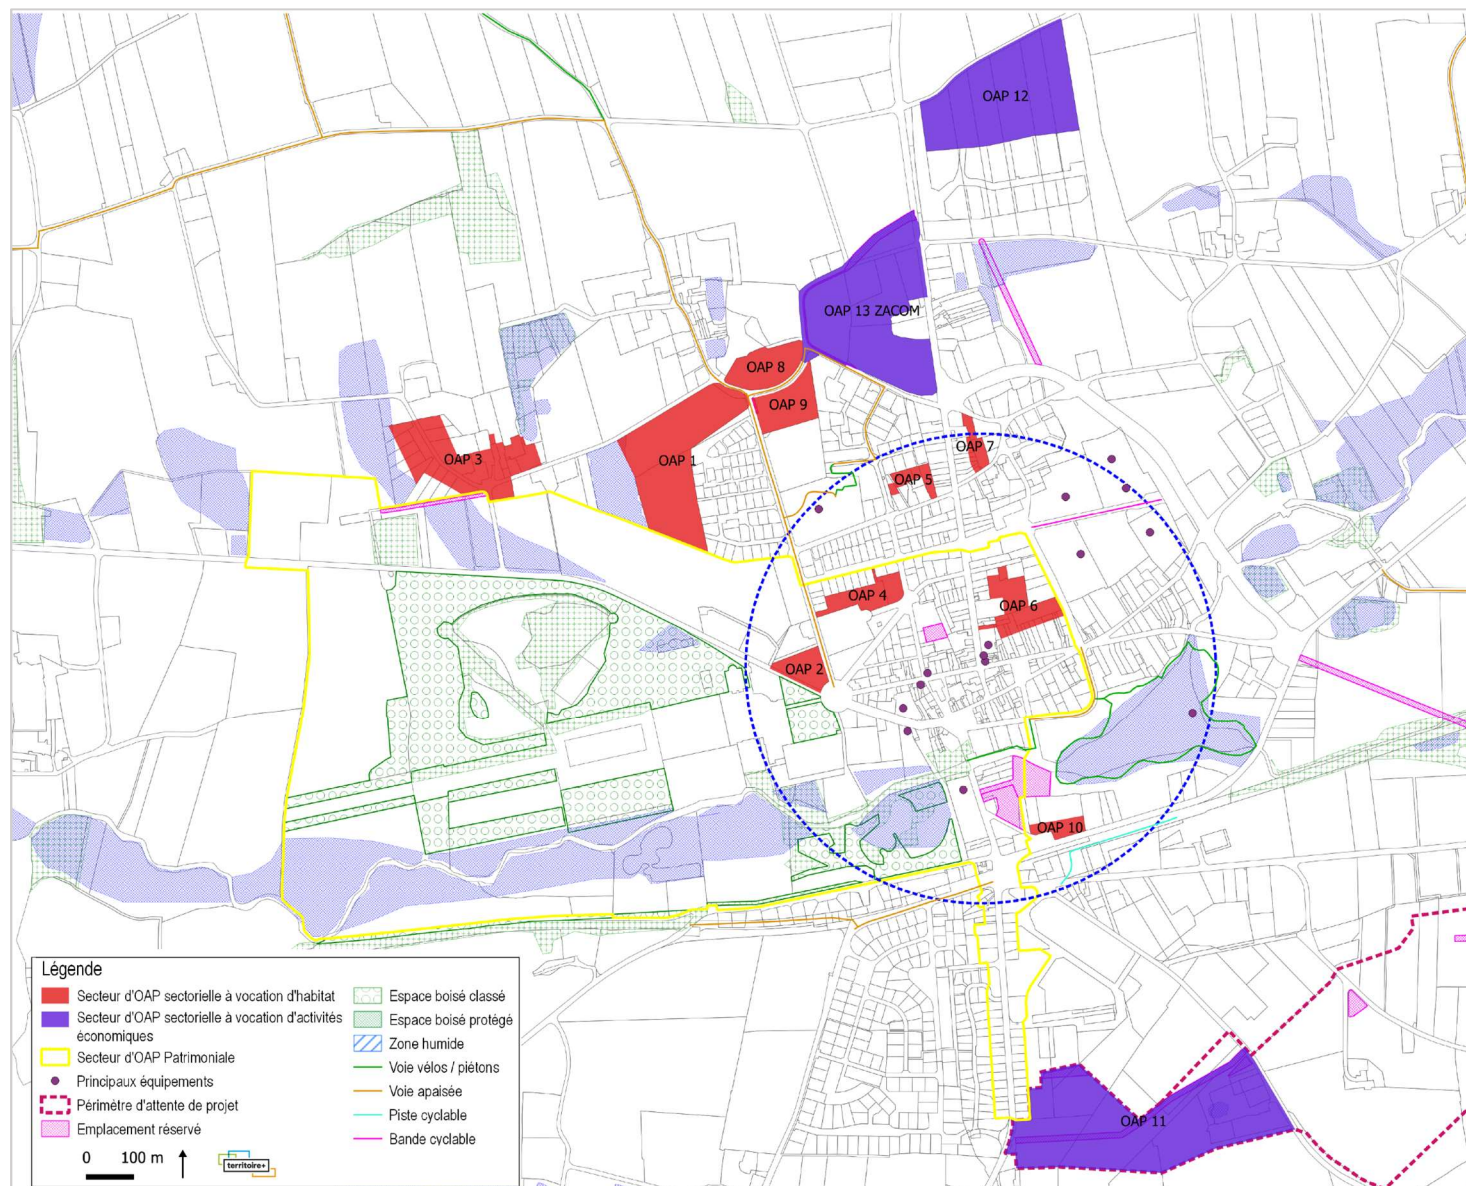 OAP 12
OAP 13 ZACOM
OAP 8
OAP 9
OAP 7
OAP 3
OAP 1
OAP 5
OAP 4
OAP 6
OAP 2
OAP 10
OAP 11
Légende
Secteur d'OAP sectorielle à vocation d'habitat
Secteur d'OAP sectorielle à vocation d'activités
économiques
Secteur d'OAP Patrimoniale
Principaux équipements
Périmètre d'attente de projet
Emplacement réservé
Espace boisé classé
Espace boisé protégé
Zone humide
Voie vélos / piétons
Voie apaisée
Piste cyclable
Bande cyclable
0 100 m
territoire+